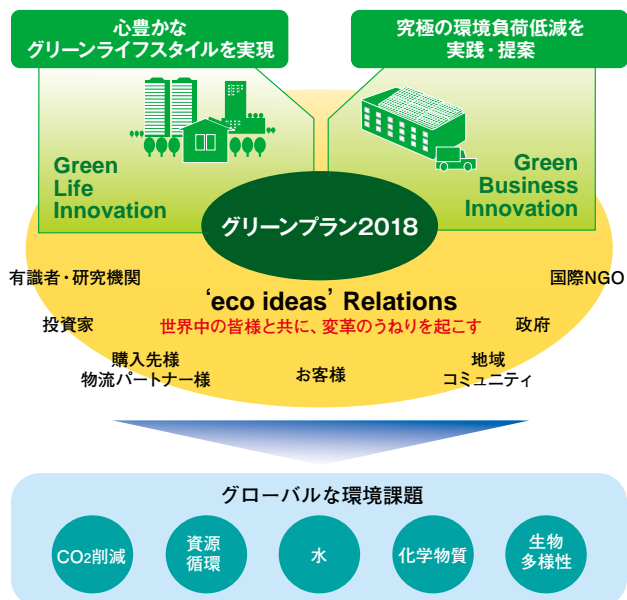 心豊かな
グリーンライフスタイルを実現
究極の環境負荷低減を
実践・提案
Green
Life
Innovation
Green
Business
Innovation
グリーンプラン2018
有識者・研究機関
国際NGO
‘eco ideas’ Relations
投資家
世界中の皆様と共に、変革のうねりを起こす
政府
購入先様
物流パートナー様
お客様
地域
コミュニティ
グローバルな環境課題
CO2削減
資源
循環
水
化学物質
生物
多様性